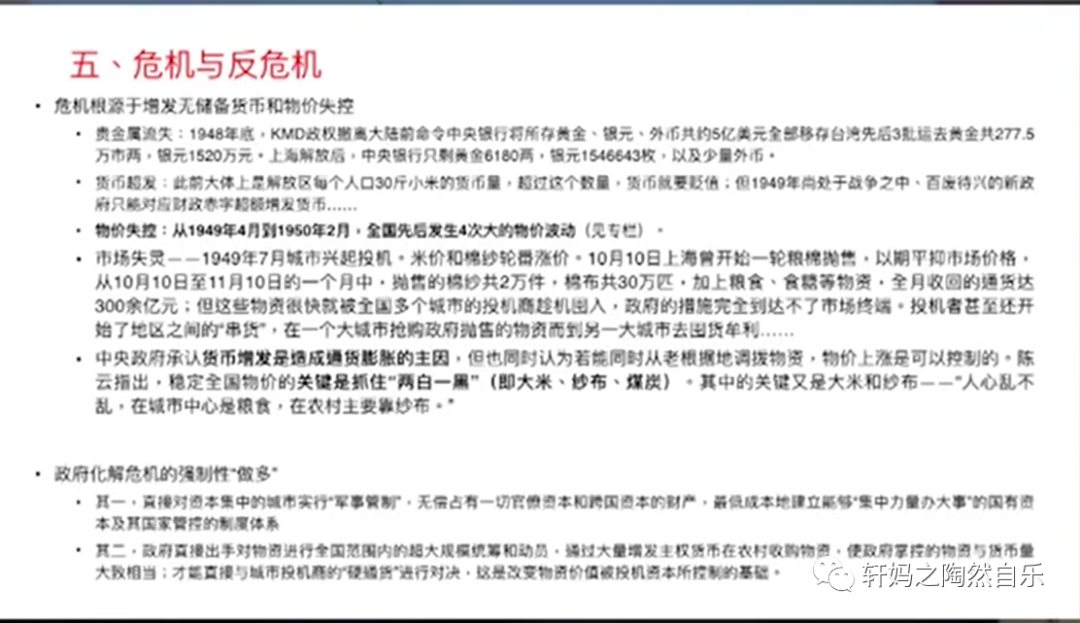 五、危机与反危机
• 危机根源于增发无储备货币和物价失控
• 贵金属流失：1948年底，KMD政权撤离大陆前命令中央银行将所存黄金、银元、外币共约5亿美元全部移存台湾先后3批运去黄金共277.5
万市两，银元1520万元。上海解放后，中央银行只剩黄金6180两，银元1546643枚，以及少量外币。
• 货币超发：此前大体上是解放区每个人口30斤小米的货币量，超过这个数量，货币就要贬值；但1949年尚处于战争之中、百废待兴的新政
府只能对应财政赤字超额增发货币……
• 物价失控：从1949年4月到1950年2月，全国先后发生4次大的物价波动（见专栏）。
• 市场失灵——1949年7月城市兴起投机。米价和棉纱轮番涨价。10月10日上海曾开始一轮粮棉抛售，以期平抑市场价格，
从10月10日至11月10日的一个月中，抛售的棉纱共2万件，棉布共30万匹，加上粮食、食糖等物资，全月收回的通货达
300余亿元；但这些物资很快就被全国多个城市的投机商趁机囤入，政府的措施完全到达不了市场终端。投机者甚至还开
始了地区之间的“串货”，在一个大城市抢购政府抛售的物资而到另一大城市去囤货牟利……
• 中央政府承认货币增发是造成通货膨胀的主因，但也同时认为若能同时从老根据地调拨物资，物价上涨是可以控制的。陈
云指出，稳定全国物价的关键是抓住“两白一黑”（即大米、纱布、煤炭）。其中的关键又是大米和纱布——“人心乱不
乱，在城市中心是粮食，在农村主要靠纱布。”
• 政府化解危机的强制性“做多”
• 其一，直接对资本集中的城市实行“军事管制”，无偿占有一切官僚资本和跨国资本的财产，最低成本地建立能够“集中力量办大事”的国有资
本及其国家管控的制度体系
• 其二，政府直接出手对物资进行全国范围内的超大规模统筹和动员，通过大量增发主权货币在农村收购物资，使政府掌控的物资与货币量
大致相当；才能直接与城市投机商的“硬通货”进行对决，这是改变物资价值被投机资本所控制的基础。
轩妈之陶然自乐